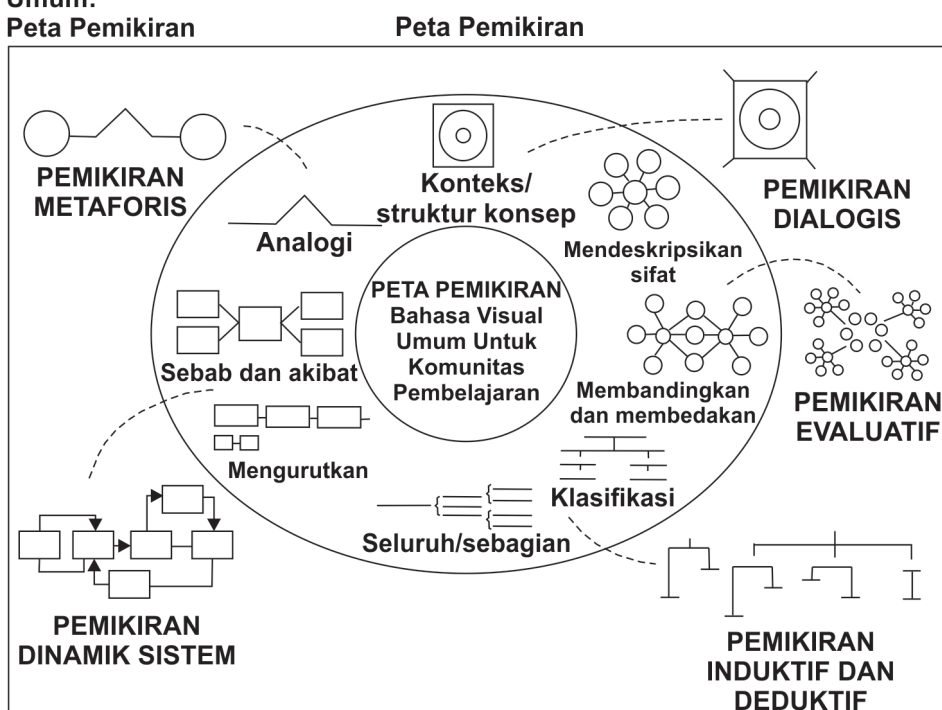 Umum:
Peta Pemikiran
Peta Pemikiran
PEMIKIRAN
METAFORIS
Konteks/
struktur konsep
PEMIKIRAN
DIALOGIS
Analogi
Mendeskripsikan
sifat
PETA PEMIKIRAN
Bahasa Visual
Umum Untuk
Komunitas
Pembelajaran
Sebab dan akibat
Membandingkan
dan membedakan
PEMIKIRAN
EVALUATIF
Mengurutkan
Klasifikasi
Seluruh/sebagian
PEMIKIRAN
DINAMIK SISTEM
PEMIKIRAN
INDUKTIF DAN
DEDUKTIF